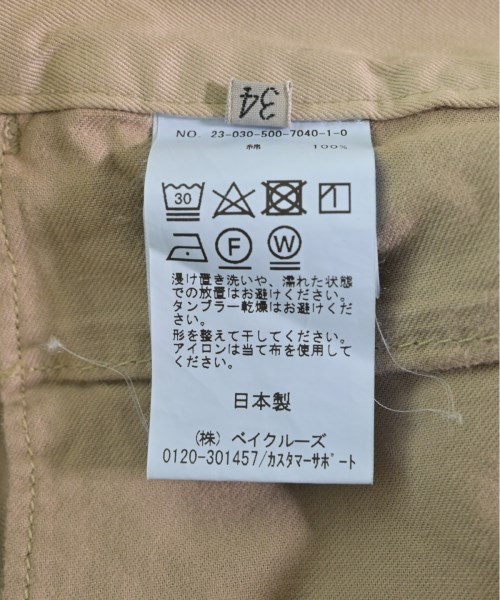 34
NO. 23-030-500-7040-1-0
綿 100%
30
F W
浸け置き洗いや、濡れた状態
での放置はお避けください。
タンブラー乾燥はお避けくだ
さい。
形を整えて干してください。
アイロンは当て布を使用して
ください。
日本製
(株) ベイクルーズ
0120-301457/カスタマーサポート